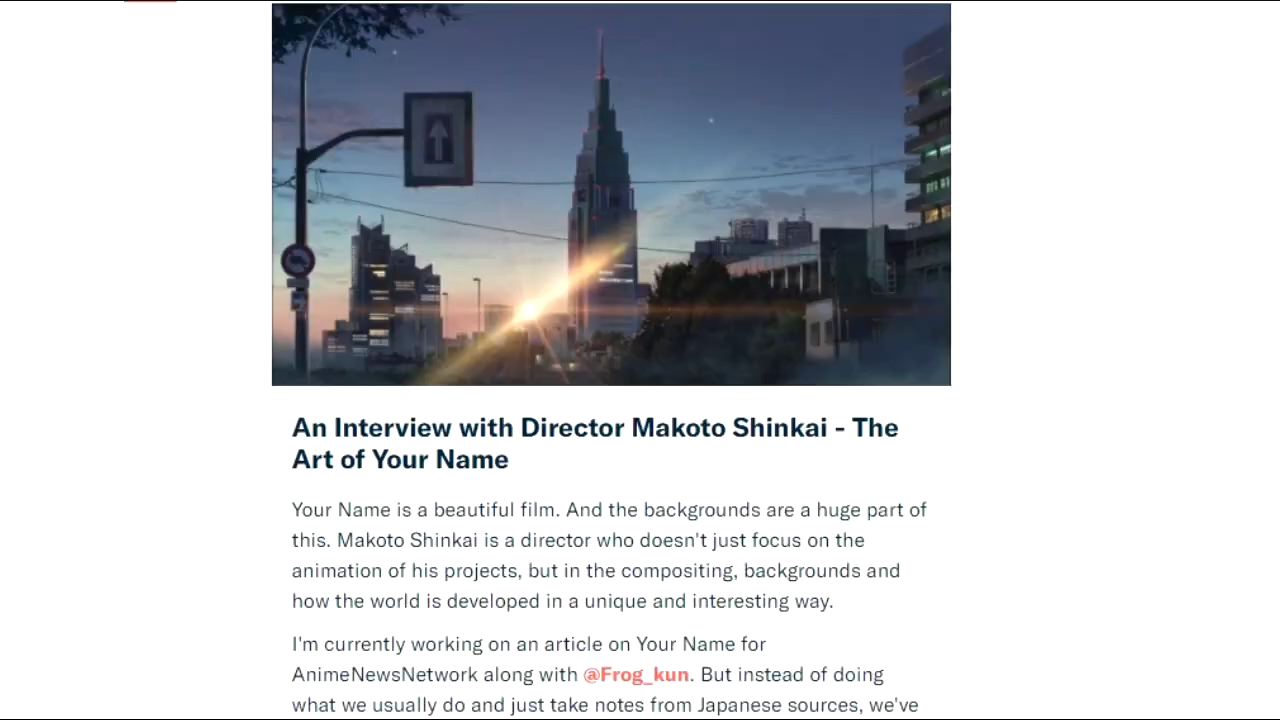 An Interview with Director Makoto Shinkai - The
Art of Your Name
Your Name is a beautiful film. And the backgrounds are a huge part of
this. Makoto Shinkai is a director who doesn't just focus on the
animation of his projects, but in the compositing, backgrounds and
how the world is developed in a unique and interesting way.
I'm currently working on an article on Your Name for
AnimeNewsNetwork along with @Frog_kun. But instead of doing
what we usually do and just take notes from Japanese sources, we've